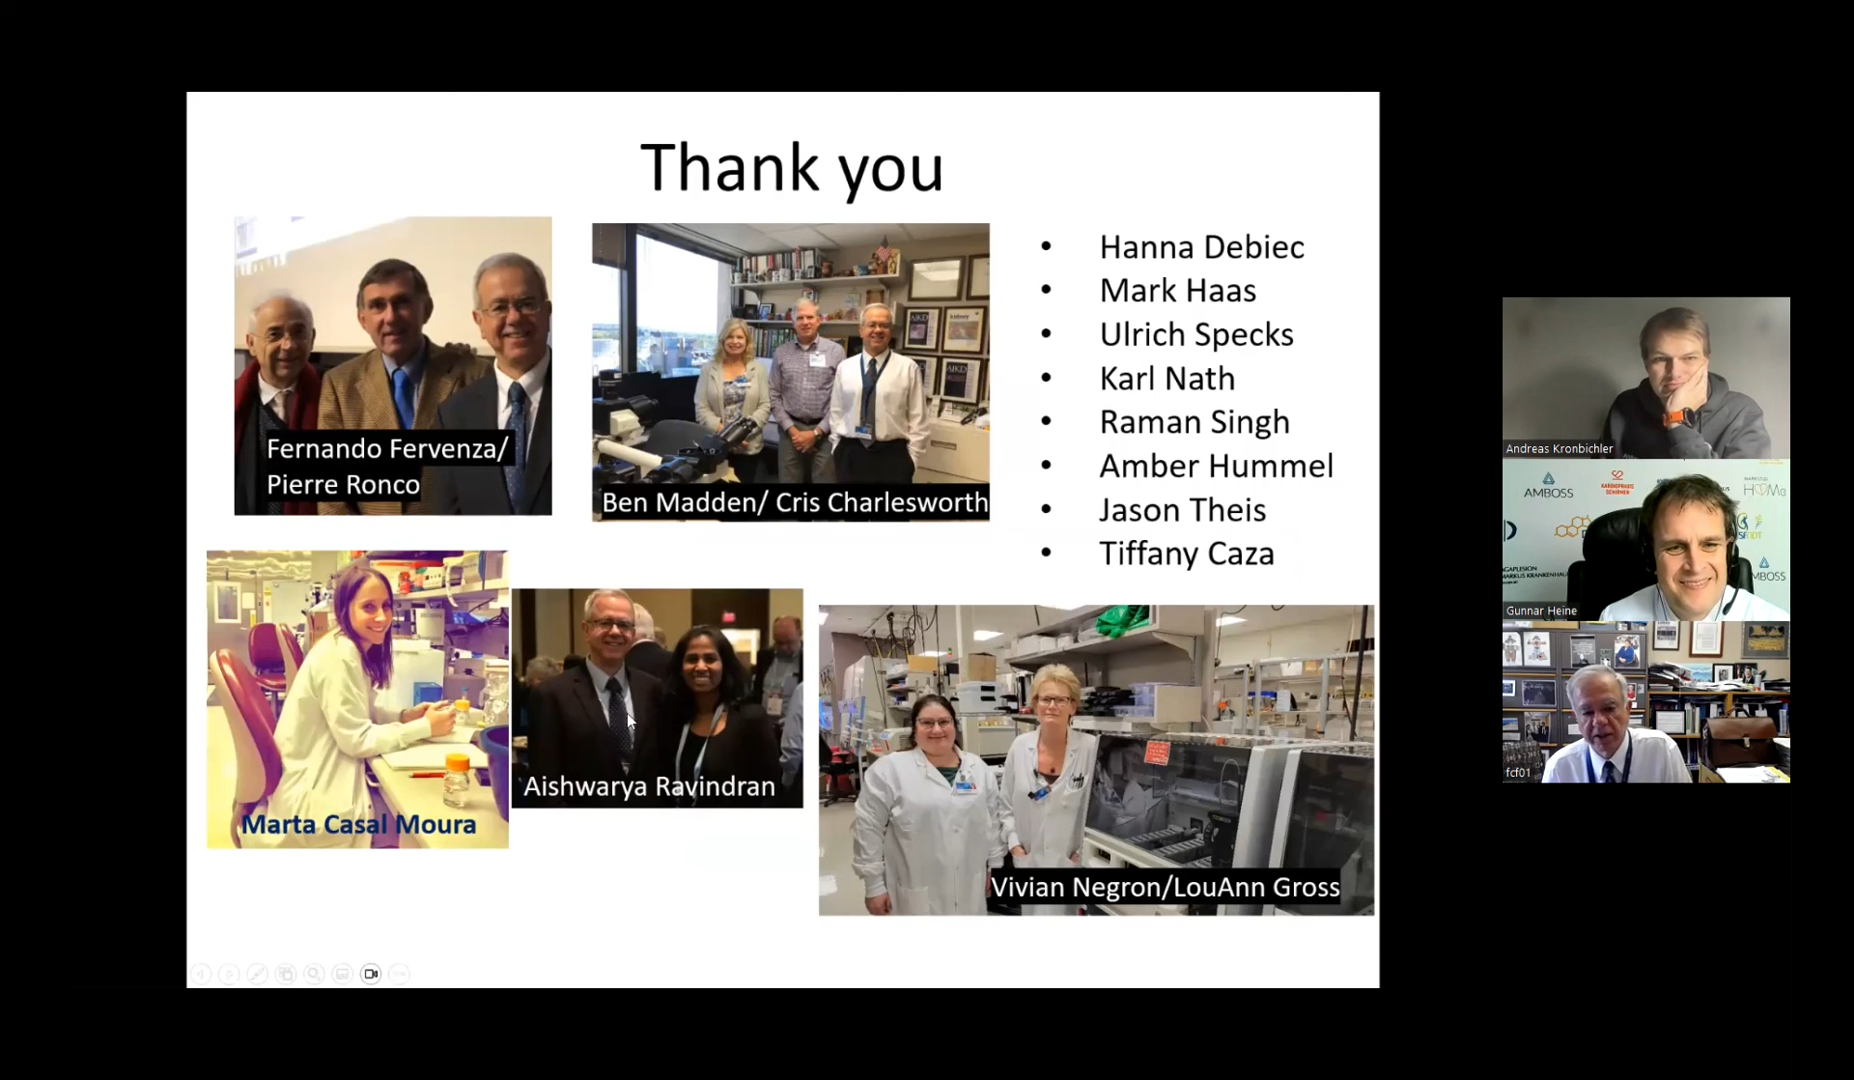 Thank you
Fernando Fervenza/
Pierre Ronco
Ben Madden/ Cris Charlesworth
• Hanna Debiec
• Mark Haas
• Ulrich Specks
• Karl Nath
• Raman Singh
• Amber Hummel
• Jason Theis
• Tiffany Caza
Marta Casal Moura
Aishwarya Ravindran
Vivian Negron/LouAnn Gross
Andreas Kronbichler
AMBOSS
AMBOSS
Gunnar Heine
fcf01